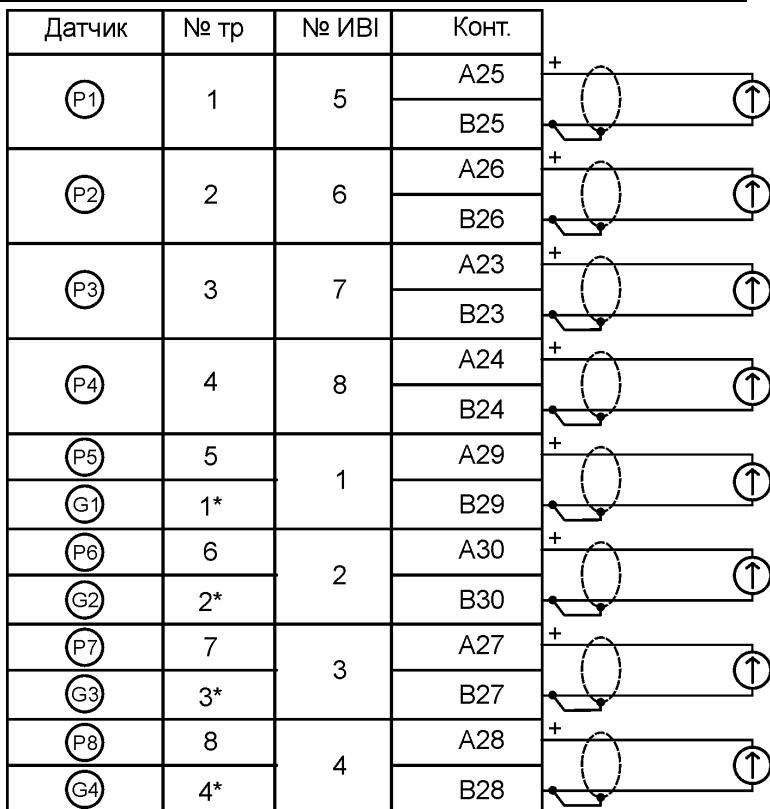 Датчик № тр № ИВІ Конт.
P1 1 5 A25 +
B25
P2 2 6 A26 +
B26
P3 3 7 A23 +
B23
P4 4 8 A24 +
B24
P5 5 1 A29 +
G1 1* B29
P6 6 2 A30 +
G2 2* B30
P7 7 3 A27 +
G3 3* B27
P8 8 4 A28 +
G4 4* B28